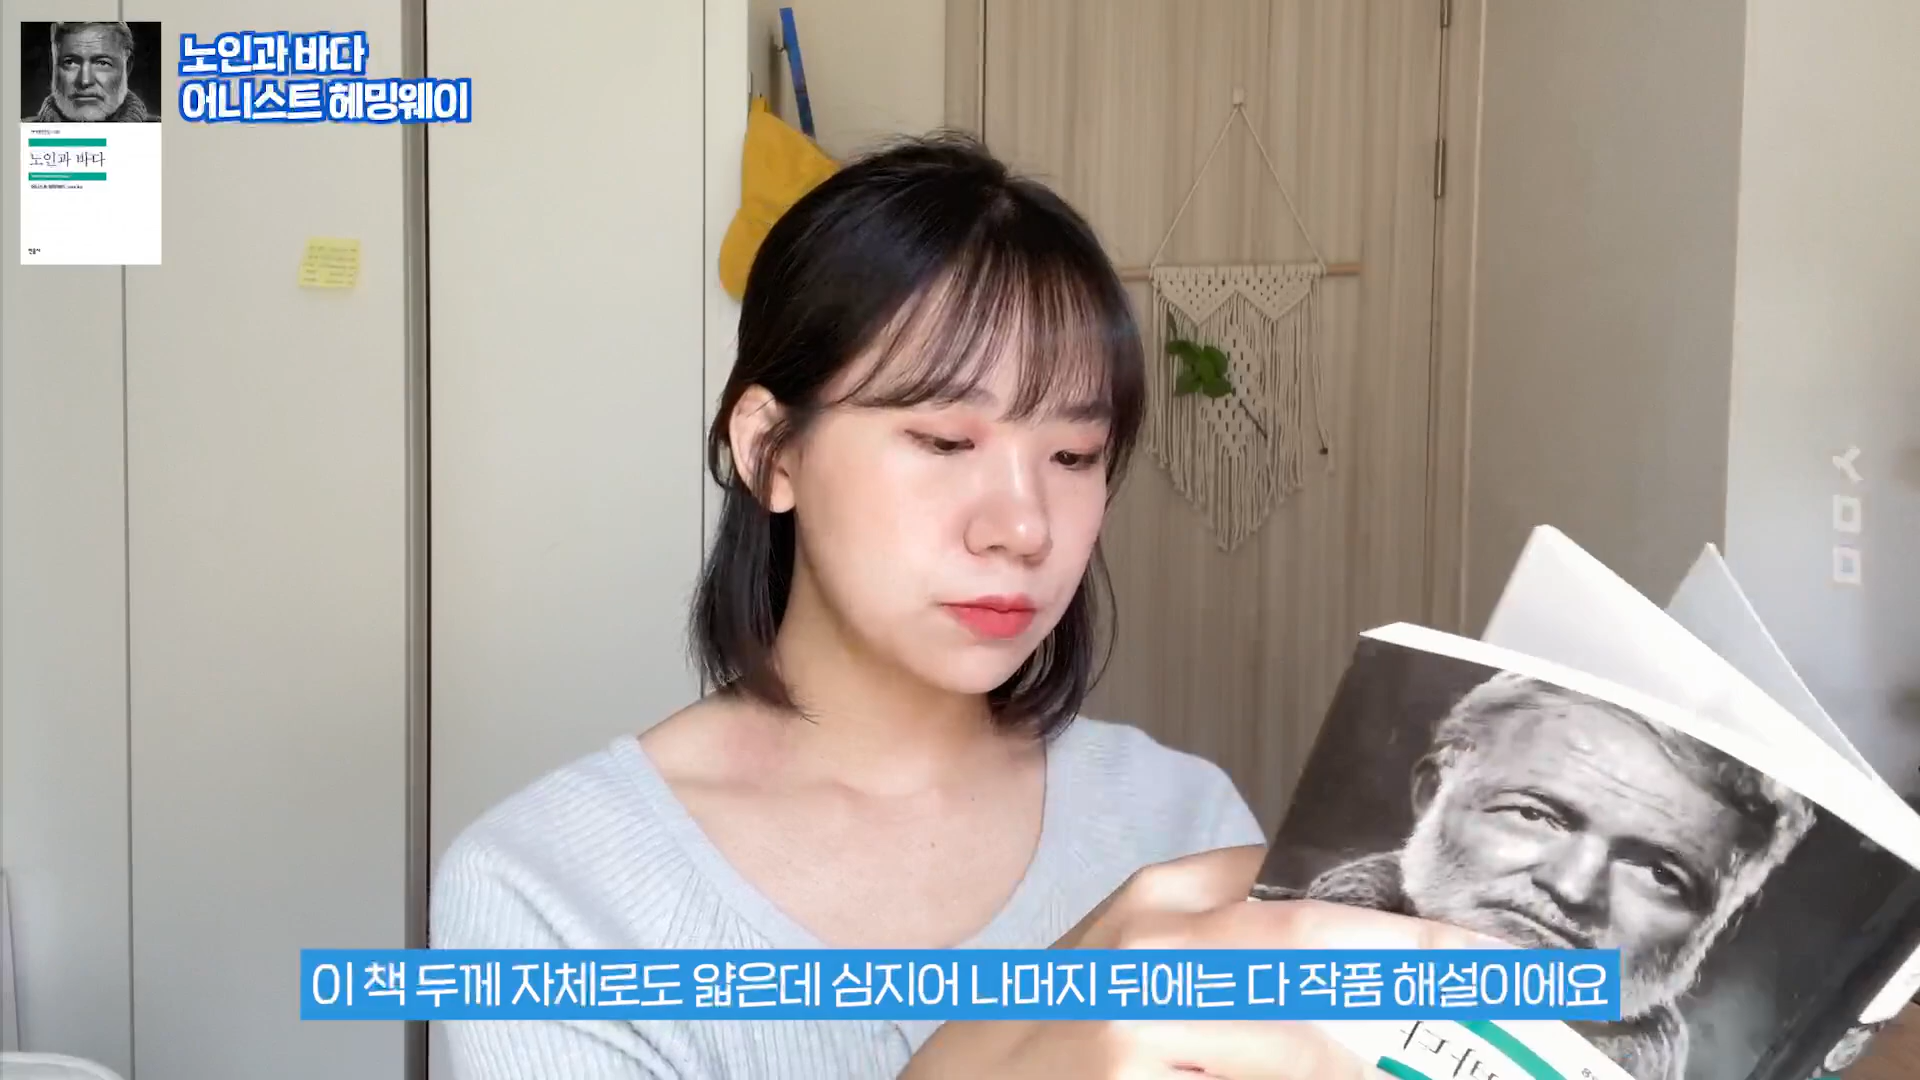 노인과 바다
어니스트 헤밍웨이
노인과 바다
이 책 두께 자체로도 얇은데 심지어 나머지 뒤에는 다 작품 해설이에요